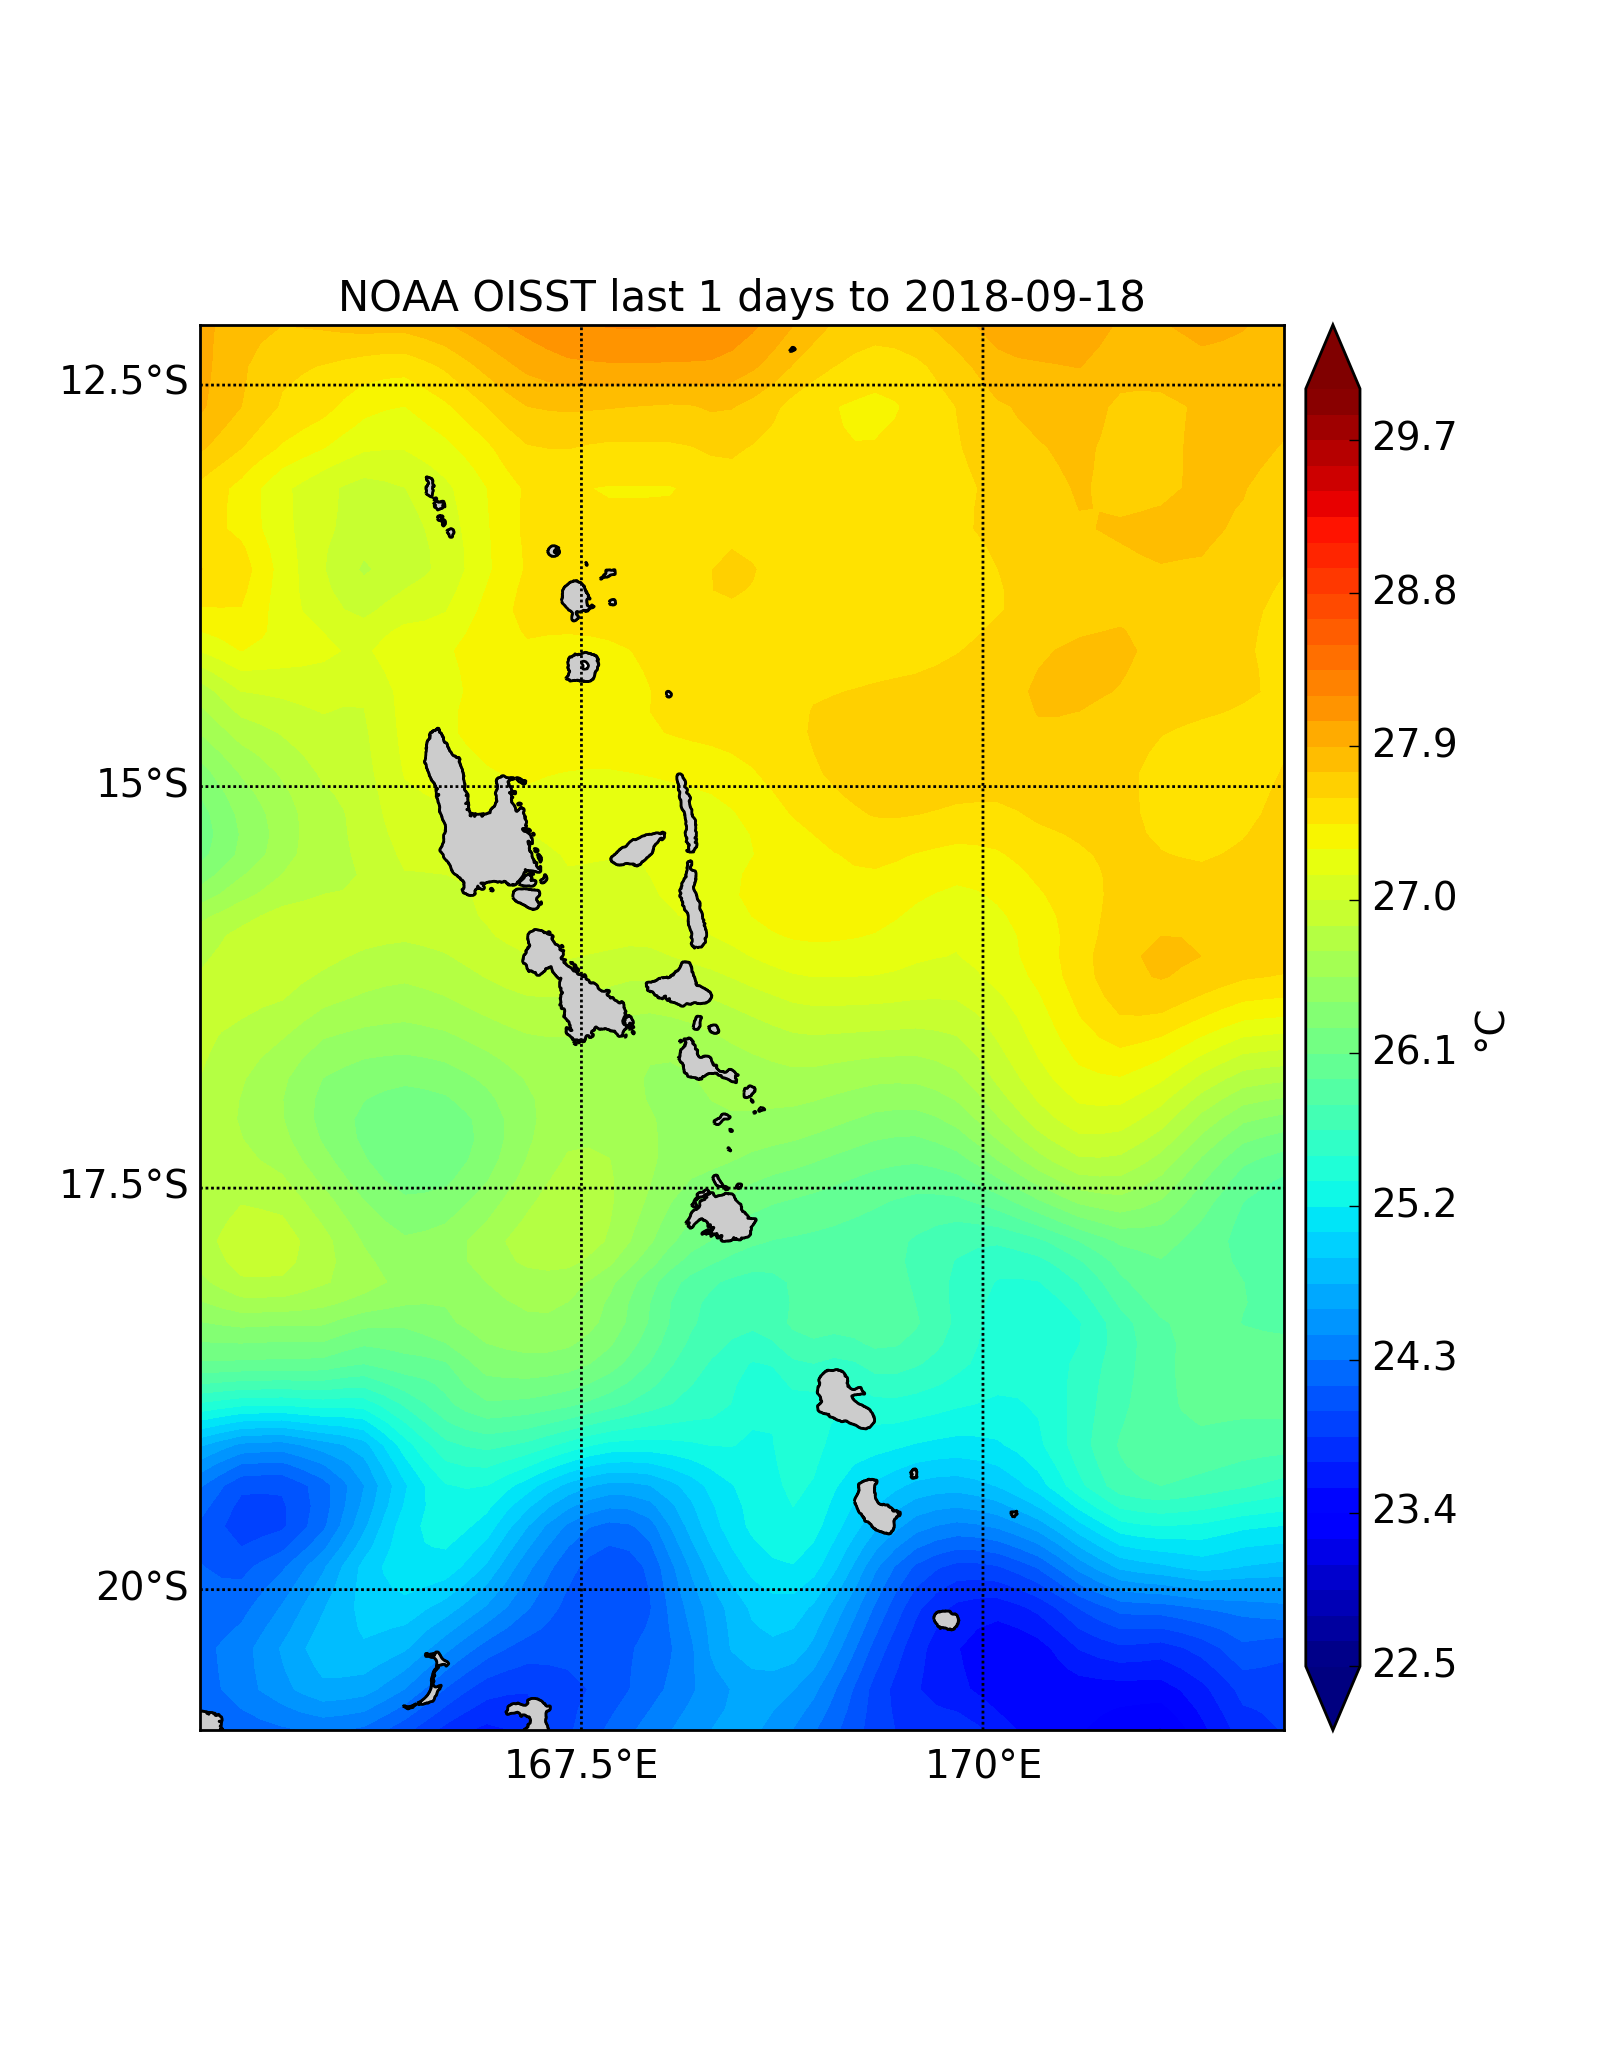 NOAA OISST last 1 days to 2018-09-18
12.5°S
15°S
17.5°S
20°S
167.5°E
170°E
29.7
28.8
27.9
27.0
26.1
25.2
24.3
23.4
22.5
°C